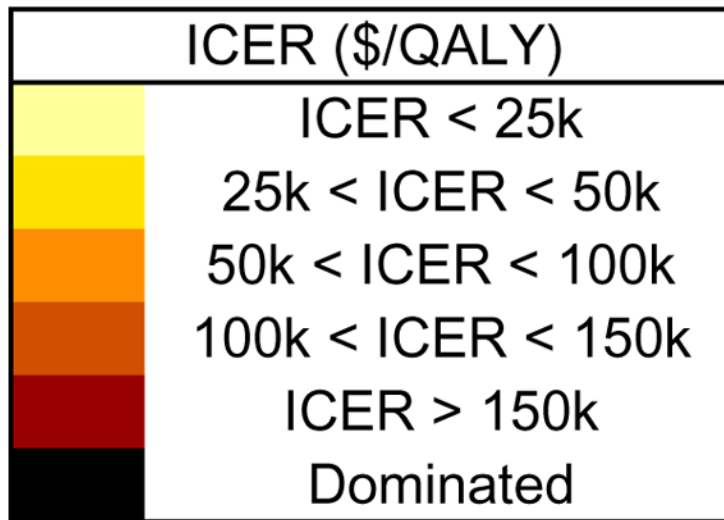 ICER ($/QALY)
ICER < 25k
25k < ICER < 50k
50k < ICER < 100k
100k < ICER < 150k
ICER > 150k
Dominated